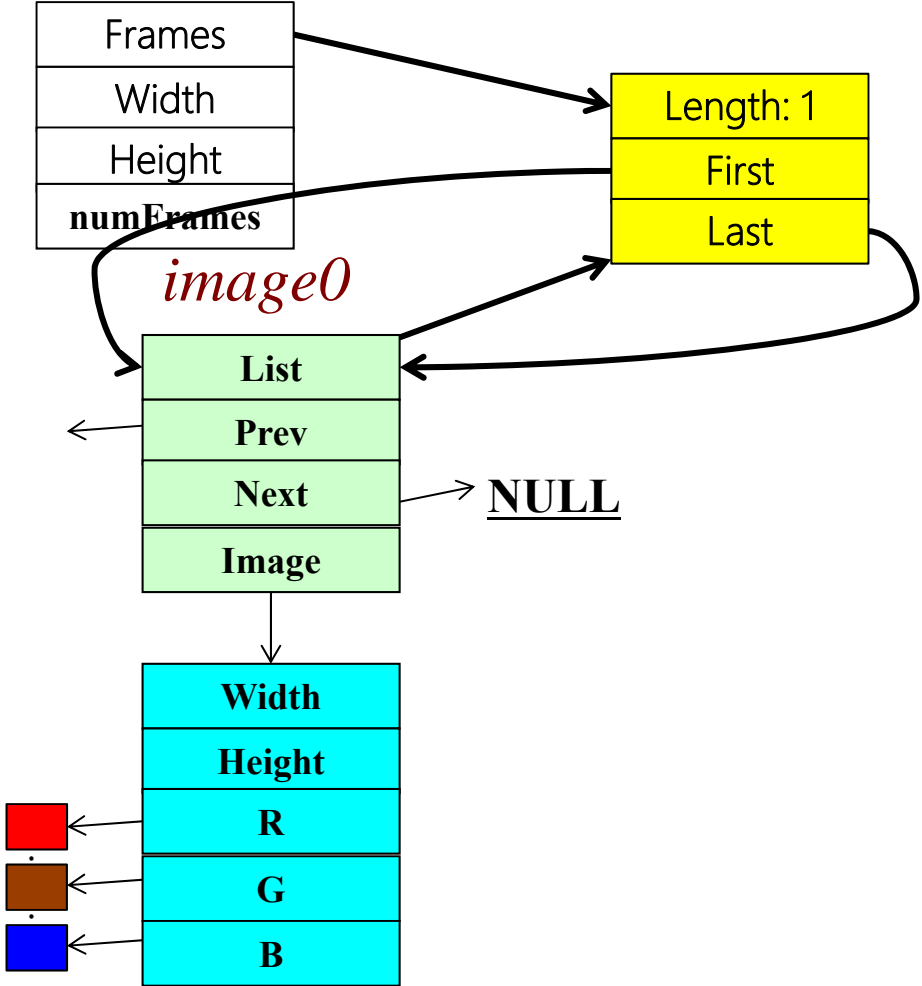 Frames
Width
Height
numFrames
Length: 1
First
Last
image0
List
Prev
Next
NULL
Image
Width
Height
R
G
B